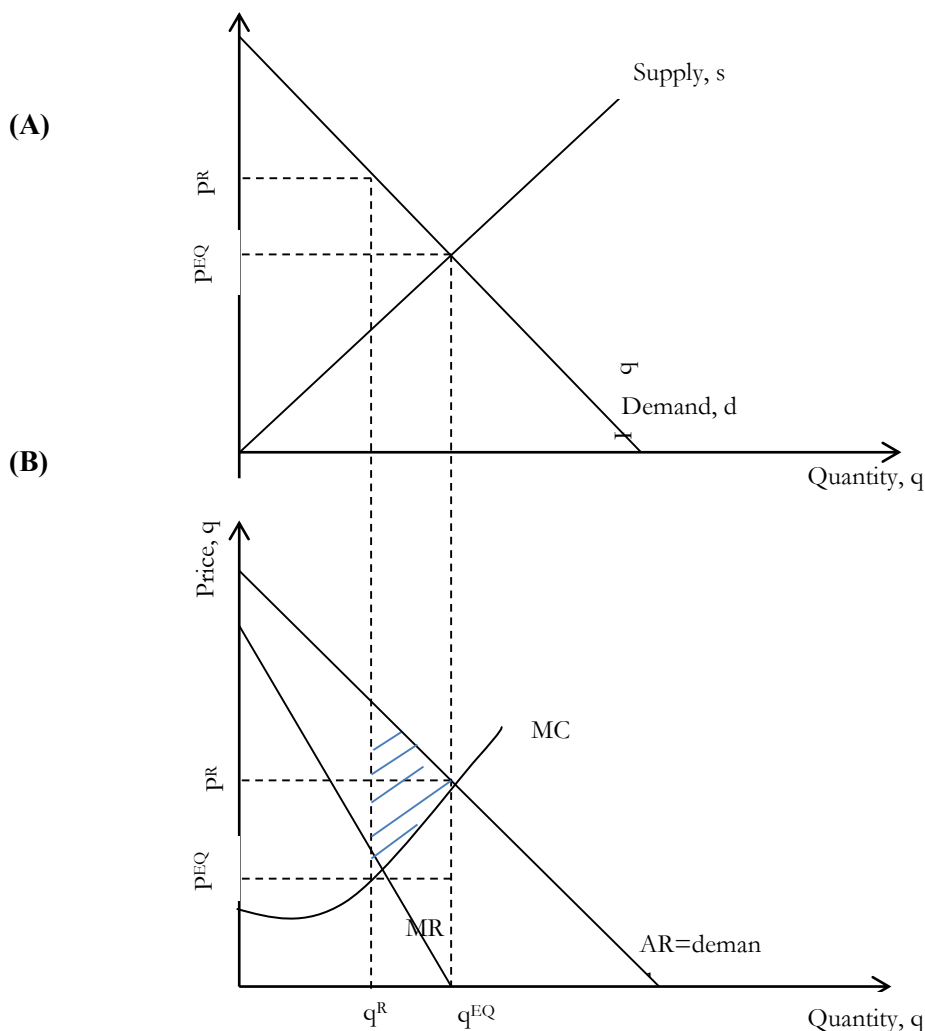 Supply, s
(A)
pᴿ
pᴱQ
q
Demand, d
(B)
Quantity, q
Price, q
MC
pᴿ
pᴱQ
MR
AR=deman
qᴿ
qᴱQ
Quantity, q